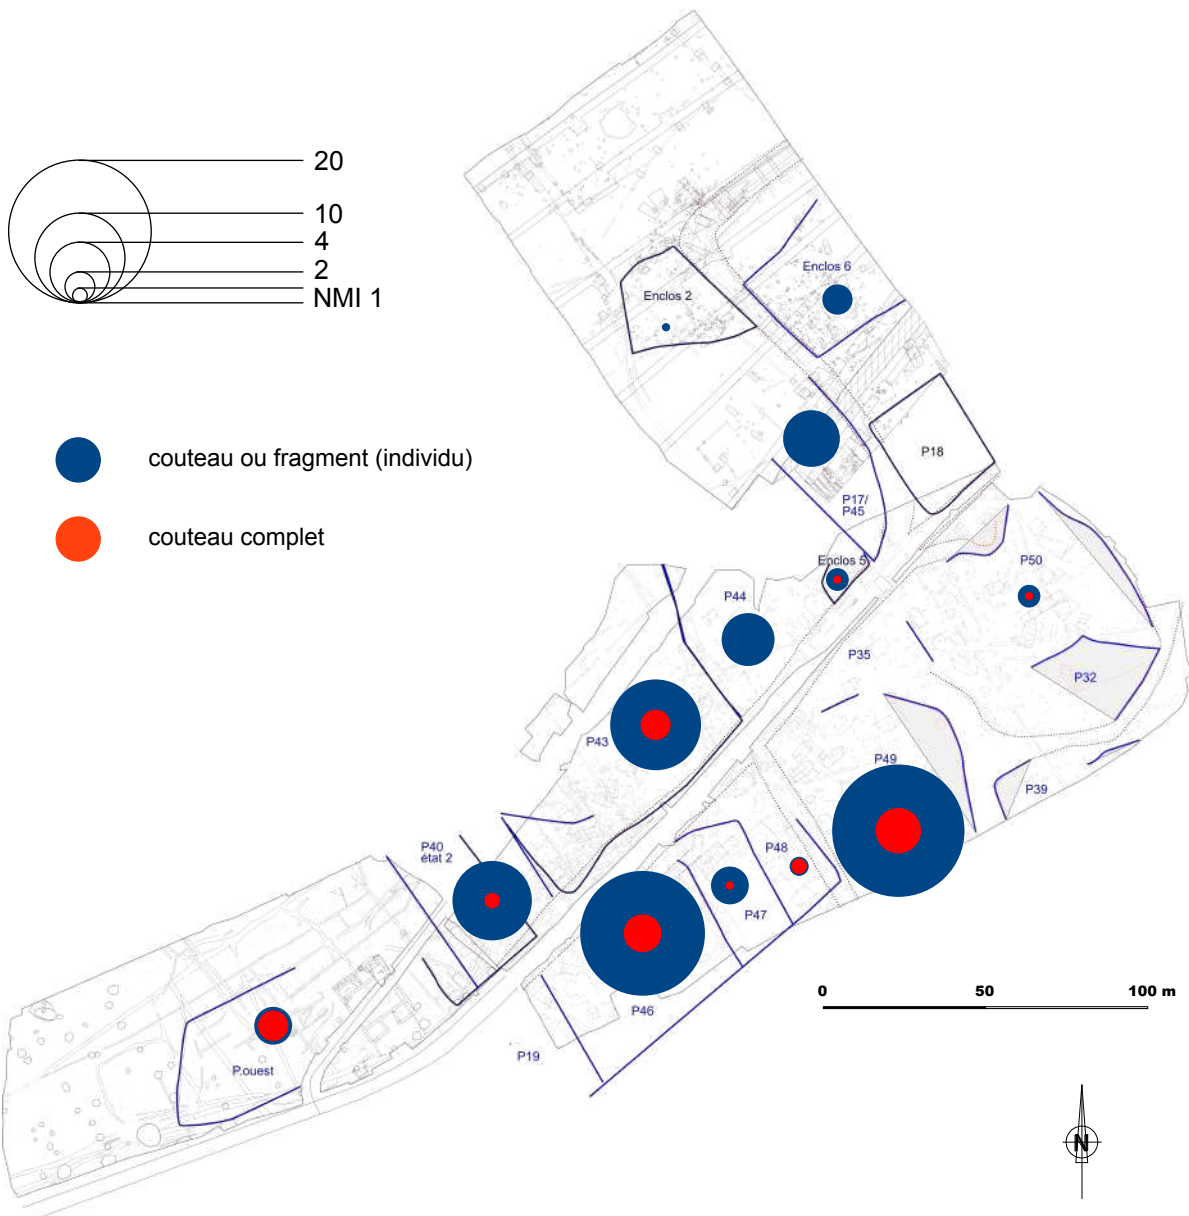 20
10
4
2
NMI 1
couteau ou fragment (individu)
couteau complet
Enclos 6
Enclos 2
P18
P17/
P45
Enclos 5
P50
P44
P35
P32
P43
P49
P39
P40
état 2
P48
P47
P46
P19
P.ouest
0 50 100 m
N